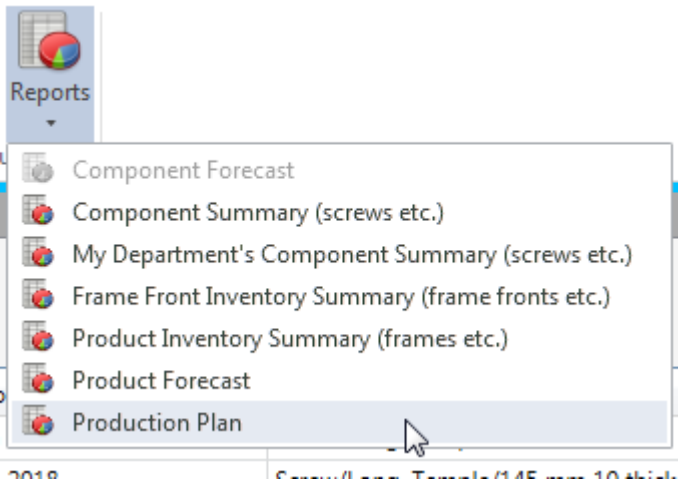 Reports
Component Forecast
Component Summary (screws etc.)
My Department's Component Summary (screws etc.)
Frame Front Inventory Summary (frame fronts etc.)
Product Inventory Summary (frames etc.)
Product Forecast
Production Plan
2018